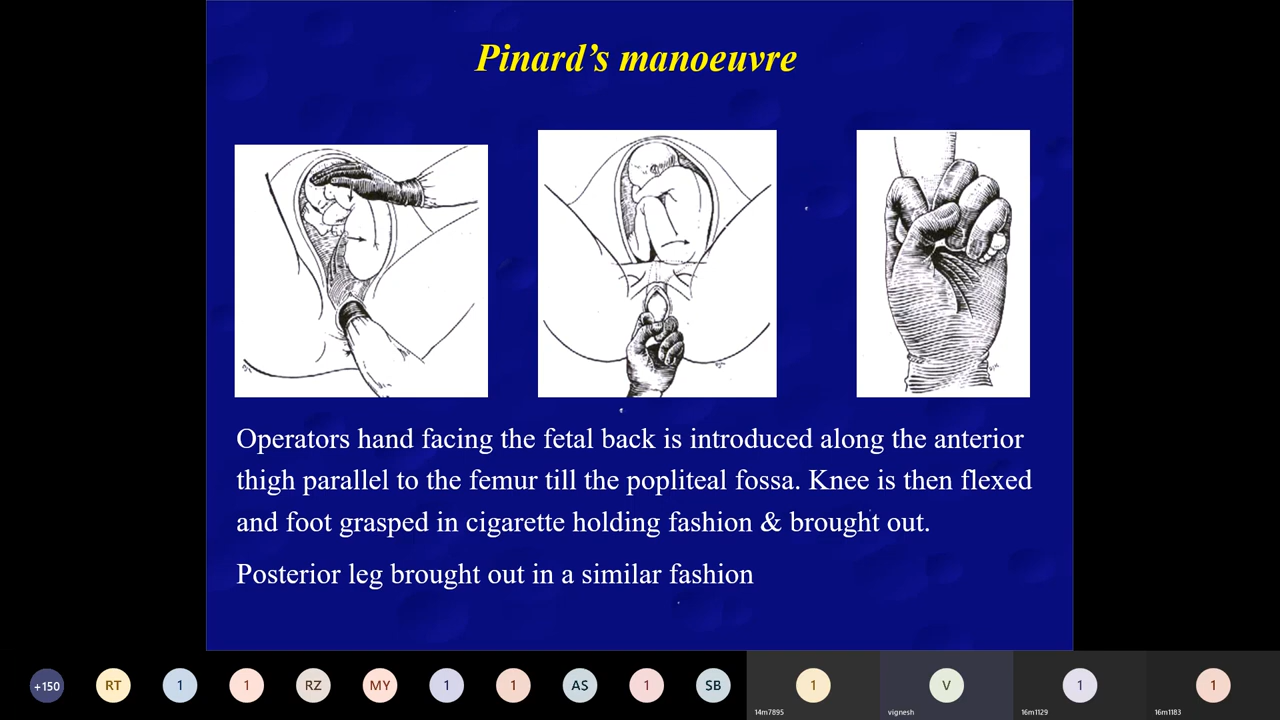 Pinard’s manoeuvre
Operators hand facing the fetal back is introduced along the anterior
thigh parallel to the femur till the popliteal fossa. Knee is then flexed
and foot grasped in cigarette holding fashion & brought out.
Posterior leg brought out in a similar fashion
+150 RT 1 1 RZ MY 1 1 AS 1 SB 1 V 1 1
14m7895 vignesh 16m1129 16m1183